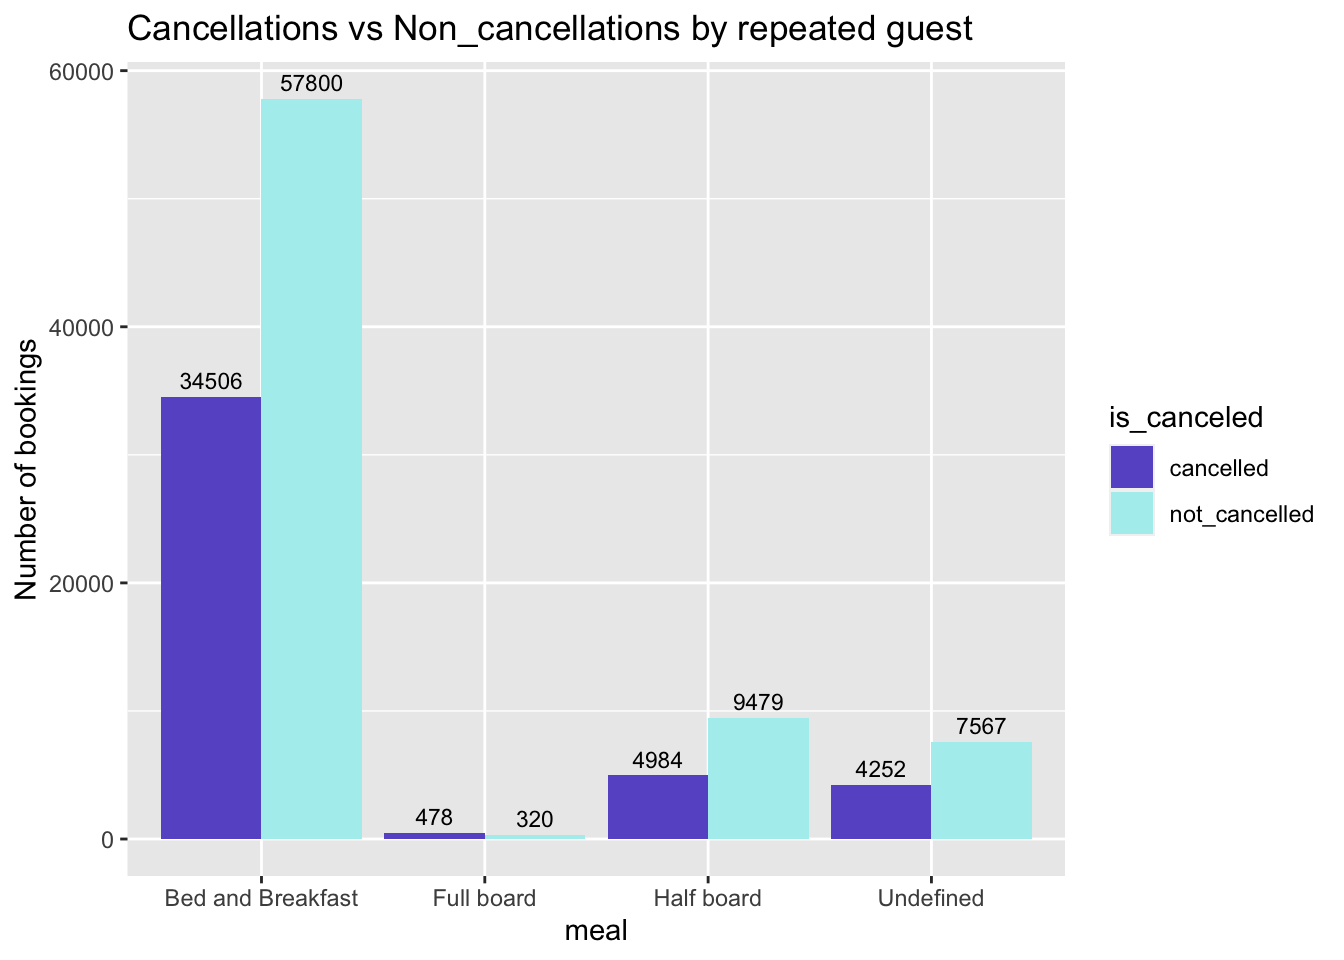 Cancellations vs Non_cancellations by repeated guest
60000
57800
40000
34506
20000
9479
7567
4984
4252
478
320
0
Number of bookings
Bed and Breakfast Full board Half board Undefined
meal
is_canceled
cancelled
not_cancelled